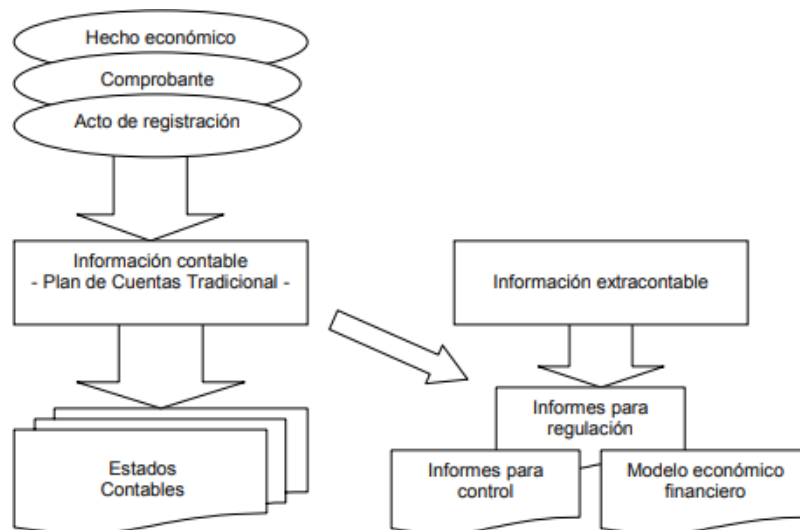 Hecho económico
Comprobante
Acto de registración
Información contable
- Plan de Cuentas Tradicional -
Información extracontable
Informes para
regulación
Estados
Contables
Informes para
control
Modelo económico
financiero